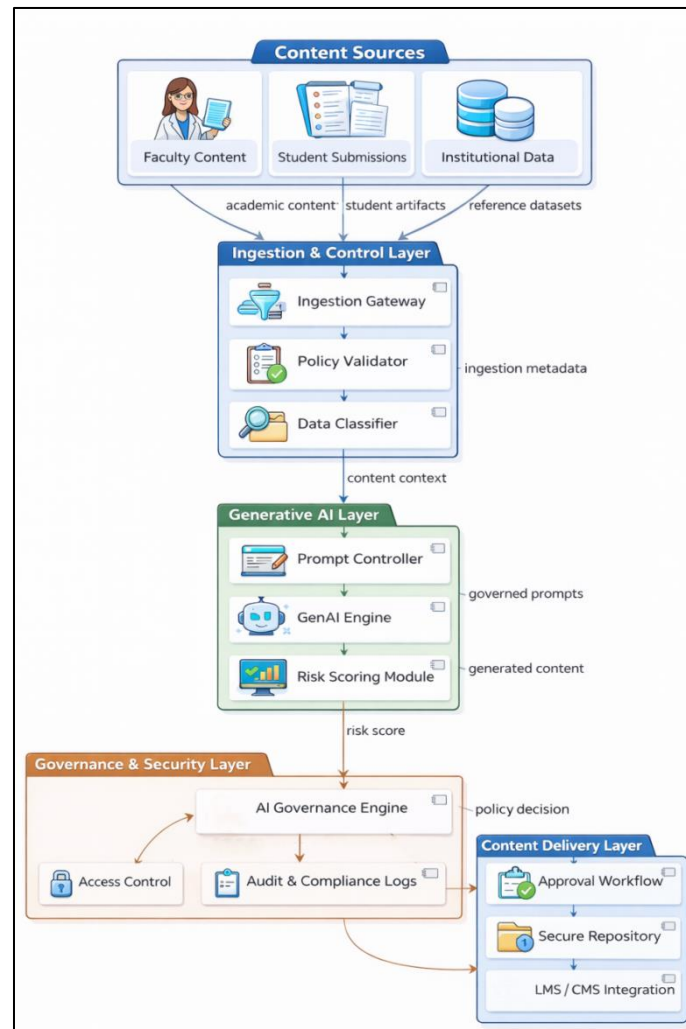 Content Sources
Faculty Content
Student Submissions
Institutional Data
academic content
student artifacts
reference datasets
Ingestion & Control Layer
Ingestion Gateway
Policy Validator
ingestion metadata
Data Classifier
content context
Generative AI Layer
Prompt Controller
governed prompts
GenAI Engine
Risk Scoring Module
generated content
risk score
Governance & Security Layer
AI Governance Engine
policy decision
Access Control
Audit & Compliance Logs
Content Delivery Layer
Approval Workflow
Secure Repository
1
LMS / CMS Integration